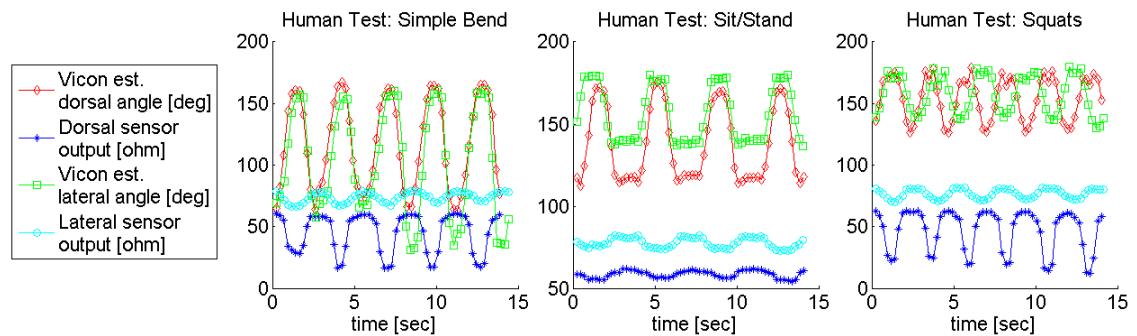 Human Test: Simple Bend
Human Test: Sit/Stand
Human Test: Squats
Vicon est.
dorsal angle [deg]
Dorsal sensor
output [ohm]
Vicon est.
lateral angle [deg]
Lateral sensor
output [ohm]
200
150
100
50
0
0
5
10
15
time [sec]
200
150
100
50
0
5
10
15
time [sec]
200
150
100
50
0
0
5
10
15
time [sec]